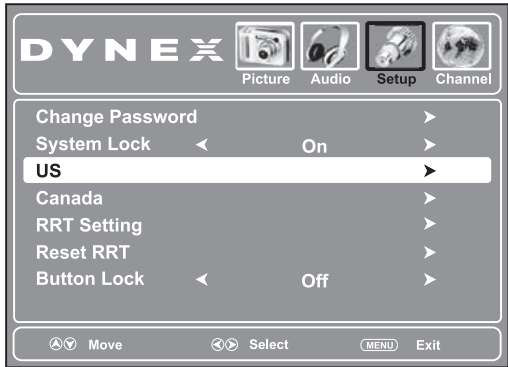 DYNEX
Picture Audio Setup Channel
Change Password
System Lock On
US
Canada
RRT Setting
Reset RRT
Button Lock Off
Move Select MENU Exit